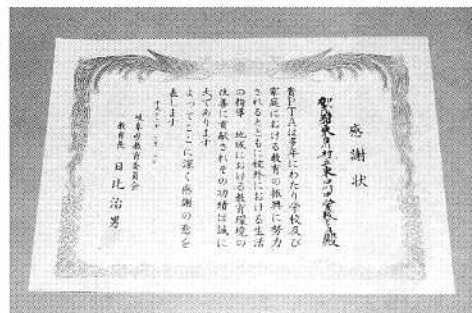 感謝状
貴PTAは多年にわたり学校及び
家庭における教育の振興に努力
されるとともに校外における生活
の指導 地域における教育環境の
改善に貢献されその功績は誠に
大であります
よってここに深く感謝の意を
表します
岐阜県教育委員会
教育長 日比治男